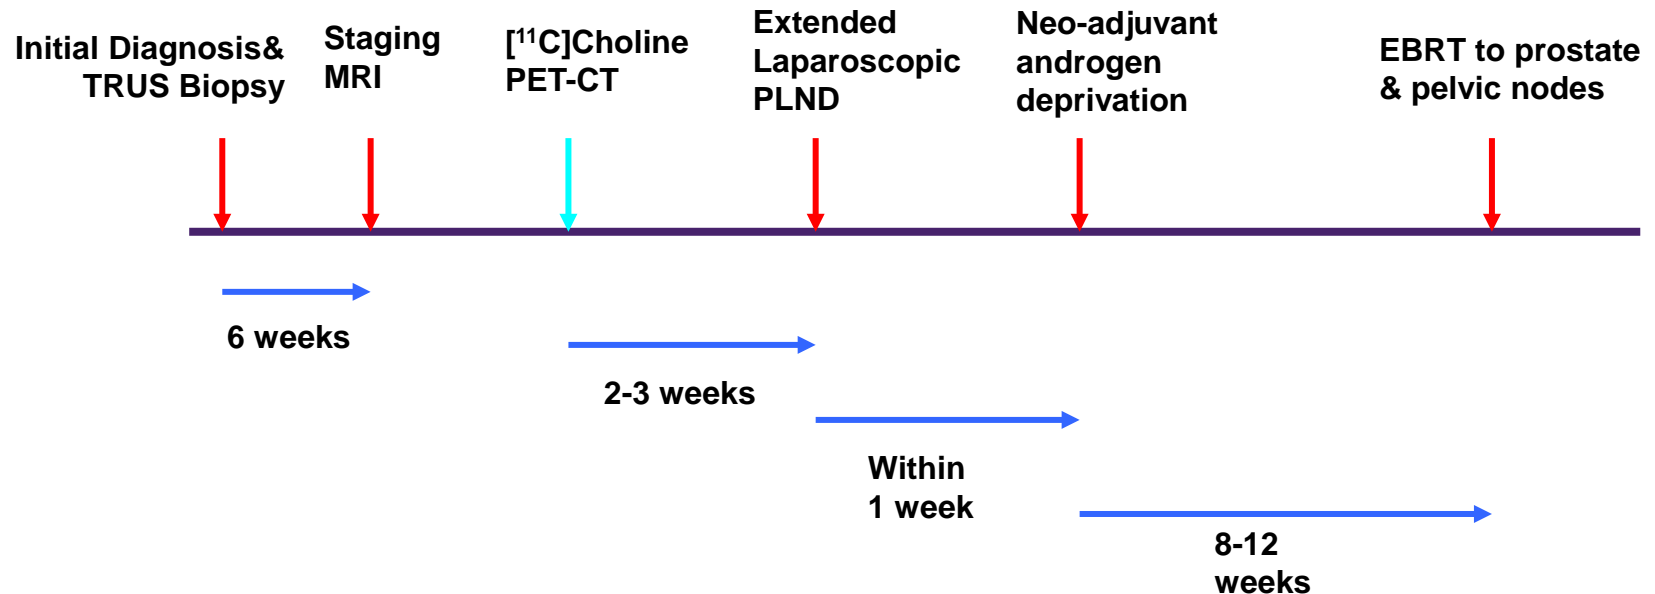 Initial Diagnosis&
TRUS Biopsy
Staging
MRI
[¹¹C]Choline
PET-CT
Extended
Laparoscopic
PLND
Neo-adjuvant
androgen
deprivation
EBRT to prostate
& pelvic nodes
6 weeks
2-3 weeks
Within
1 week
8-12
weeks